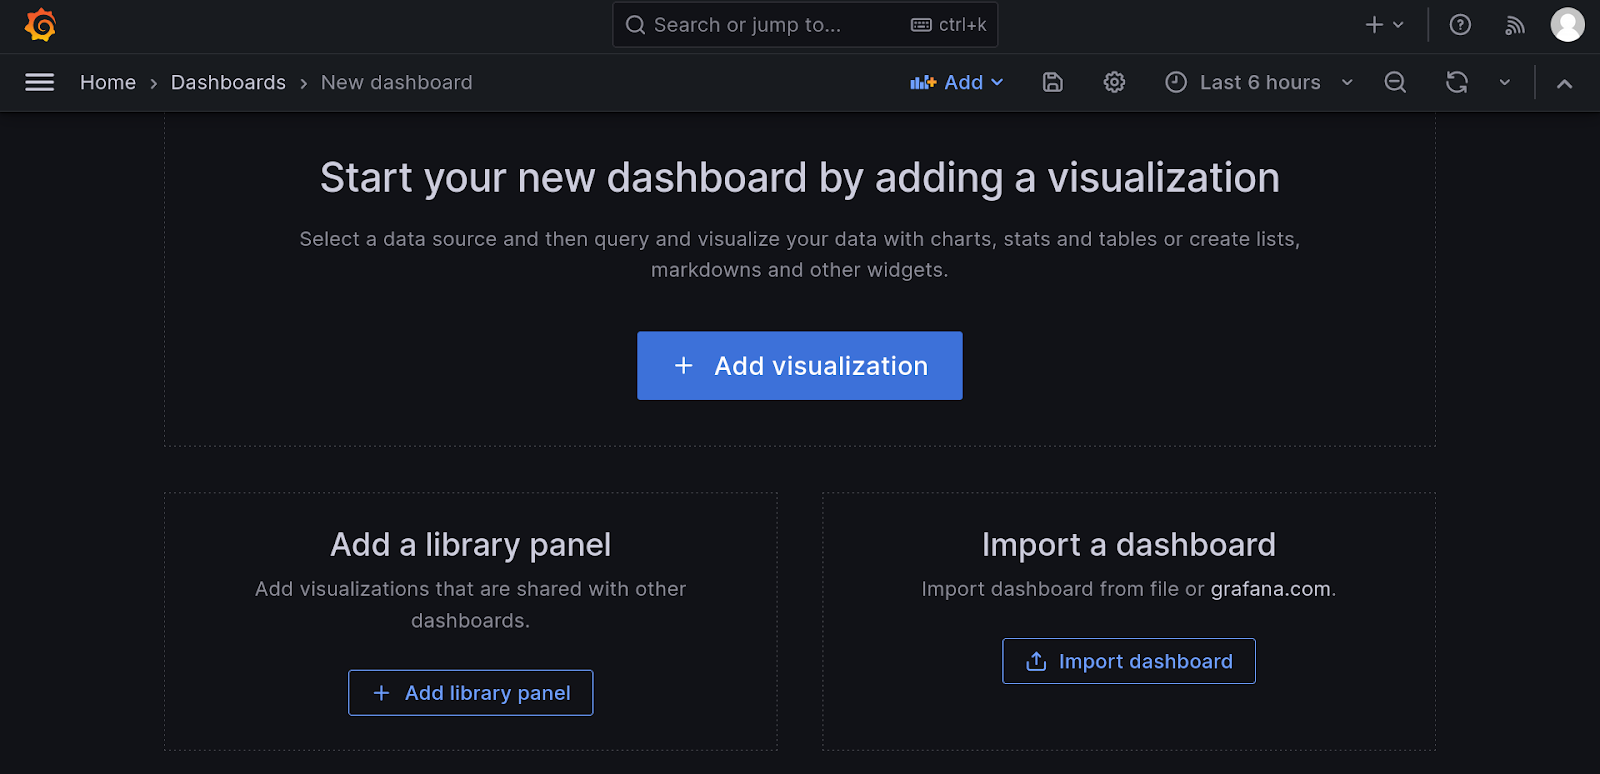 Search or jump to... ctrl+k
Home › Dashboards › New dashboard
Add
Last 6 hours
Start your new dashboard by adding a visualization
Select a data source and then query and visualize your data with charts, stats and tables or create lists,
markdowns and other widgets.
+ Add visualization
Add a library panel
Add visualizations that are shared with other
dashboards.
+ Add library panel
Import a dashboard
Import dashboard from file or grafana.com.
Import dashboard